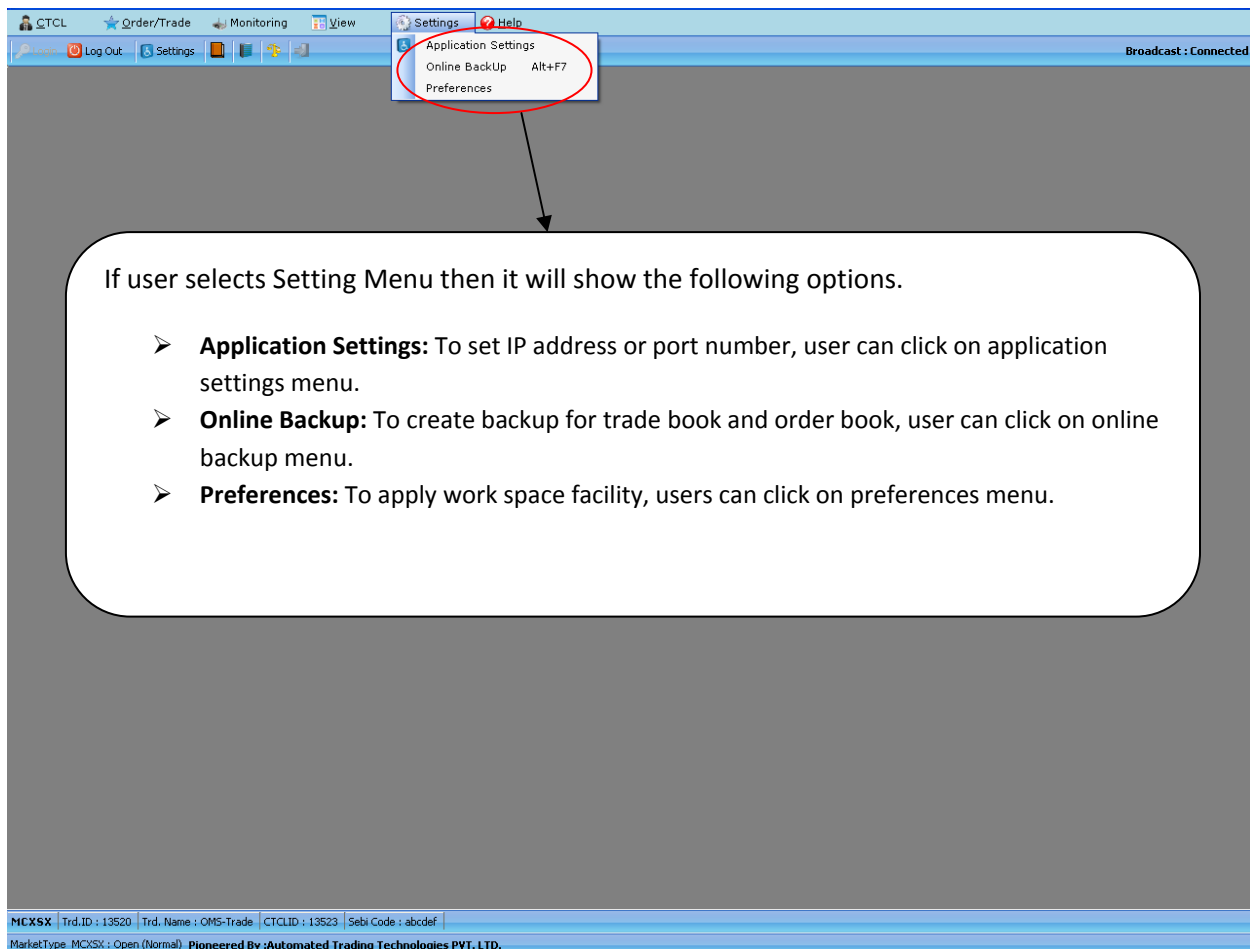 CTCL Order/Trade Monitoring View Settings Help
Log Out Settings Broadcast : Connected
Application Settings
Online BackUp Alt+F7
Preferences
If user selects Setting Menu then it will show the following options.
➢ Application Settings: To set IP address or port number, user can click on application
settings menu.
➢ Online Backup: To create backup for trade book and order book, user can click on online
backup menu.
➢ Preferences: To apply work space facility, users can click on preferences menu.
MCXSX Trd.ID : 13520 Trd. Name : OMS-Trade CTCLID : 13523 Sebi Code : abcdef
MarketType MCXSX : Open (Normal) Pioneered By :Automated Trading Technologies PVT. LTD.